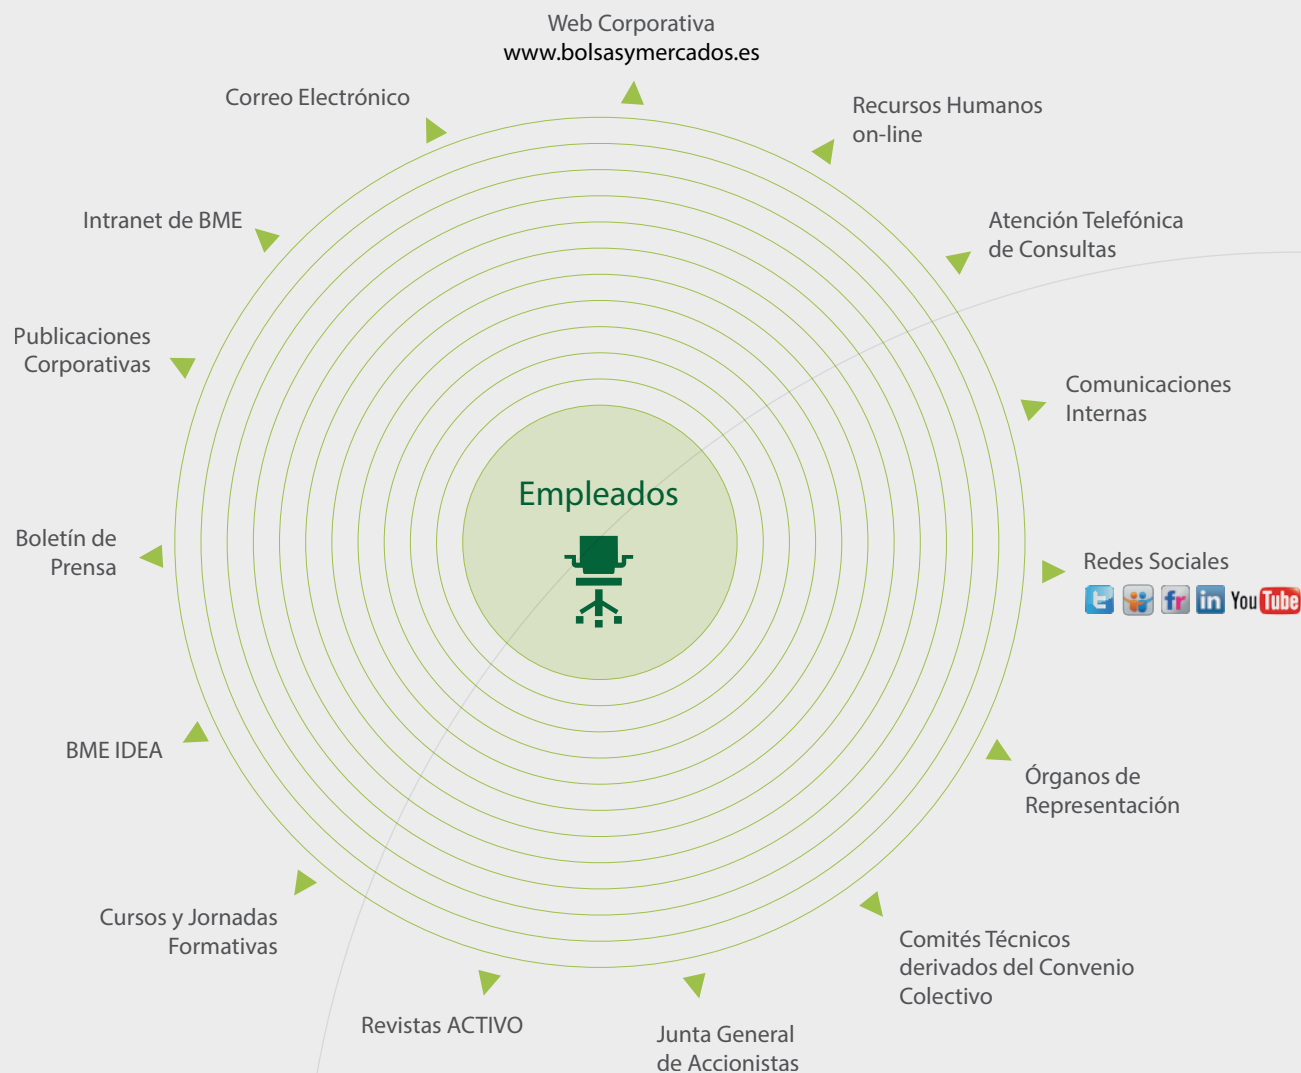 Web Corporativa
www.bolsasymercados.es
Correo Electrónico
Recursos Humanos
on-line
Intranet de BME
Atención Telefónica
de Consultas
Publicaciones
Corporativas
Comunicaciones
Internas
Empleados
Boletín de
Prensa
Redes Sociales
t fr in YouTube
BME IDEA
Órganos de
Representación
Cursos y Jornadas
Formativas
Comités Técnicos
derivados del Convenio
Colectivo
Revistas ACTIVO
Junta General
de Accionistas